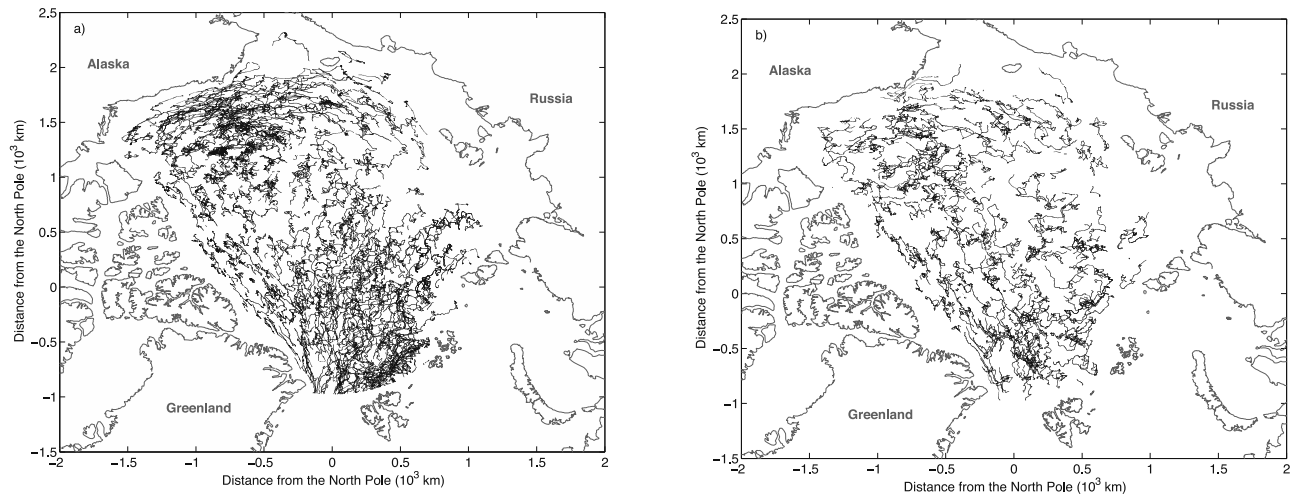 a)
Alaska
Russia
Greenland
2.5
2
1.5
1
0.5
0
−0.5
−1
−1.5
−2 −1.5 −1 −0.5 0 0.5 1 1.5 2
Distance from the North Pole (10³ km)
Distance from the North Pole (10³ km)
b)
Alaska
Russia
Greenland
2.5
2
1.5
1
0.5
0
−0.5
−1
−1.5
−2 −1.5 −1 −0.5 0 0.5 1 1.5 2
Distance from the North Pole (10³ km)
Distance from the North Pole (10³ km)